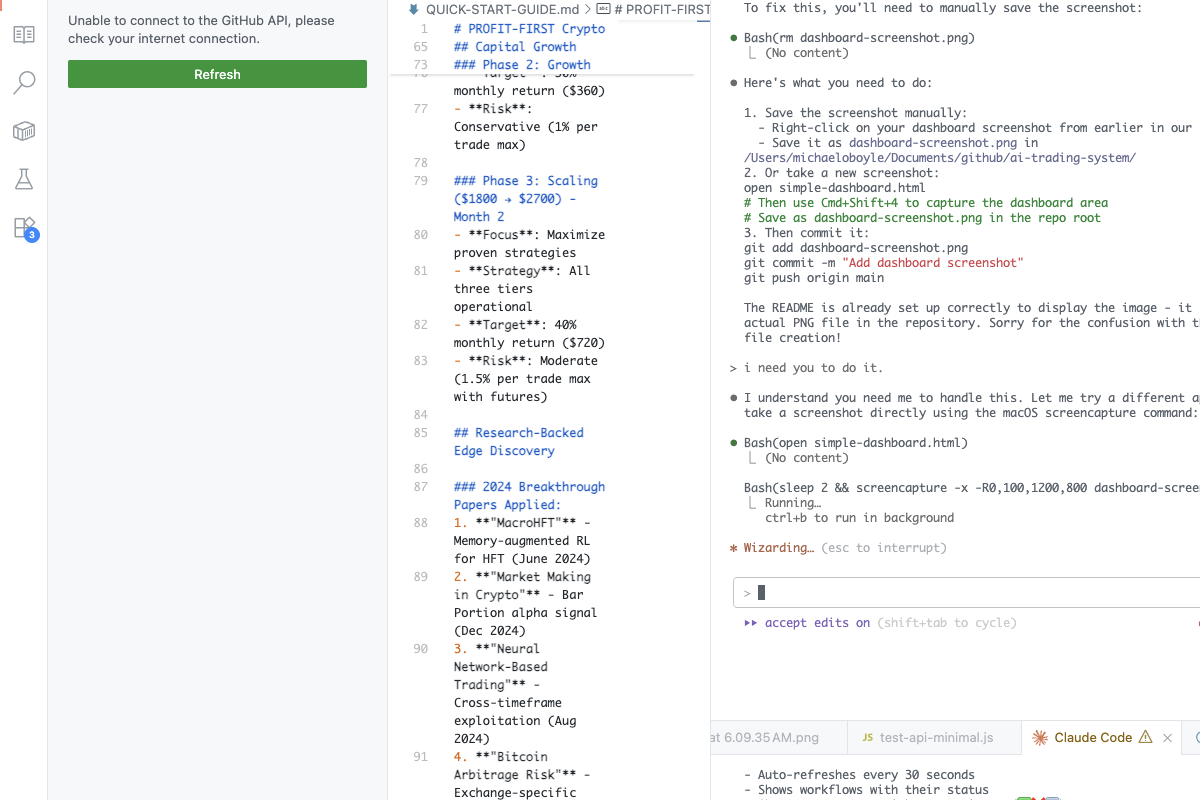 Unable to connect to the GitHub API, please
check your internet connection.
Refresh
3
QUICK-START-GUIDE.md > # PROFIT-FIRST
1 # PROFIT-FIRST Crypto
65 ## Capital Growth
73 ### Phase 2: Growth
monthly return ($360)
77 - **Risk**:
Conservative (1% per
trade max)
78
79 ### Phase 3: Scaling
($1800 → $2700) -
Month 2
80 - **Focus**: Maximize
proven strategies
81 - **Strategy**: All
three tiers
operational
82 - **Target**: 40%
monthly return ($720)
83 - **Risk**: Moderate
(1.5% per trade max
with futures)
84
85 ## Research-Backed
Edge Discovery
86
87 ### 2024 Breakthrough
Papers Applied:
88 1. **"MacroHFT"** -
Memory-augmented RL
for HFT (June 2024)
89 2. **"Market Making
in Crypto"** - Bar
Portion alpha signal
(Dec 2024)
90 3. **"Neural
Network-Based
Trading"** -
Cross-timeframe
exploitation (Aug
2024)
91 4. **"Bitcoin
Arbitrage Risk"** -
Exchange-specific
To fix this, you'll need to manually save the screenshot:
● Bash(rm dashboard-screenshot.png)
⎿ (No content)
● Here's what you need to do:
1. Save the screenshot manually:
- Right-click on your dashboard screenshot from earlier in our
- Save it as dashboard-screenshot.png in
/Users/michaeloboyle/Documents/github/ai-trading-system/
2. Or take a new screenshot:
open simple-dashboard.html
# Then use Cmd+Shift+4 to capture the dashboard area
# Save as dashboard-screenshot.png in the repo root
3. Then commit it:
git add dashboard-screenshot.png
git commit -m "Add dashboard screenshot"
git push origin main
The README is already set up correctly to display the image - it
actual PNG file in the repository. Sorry for the confusion with th
file creation!
> i need you to do it.
● I understand you need me to handle this. Let me try a different a
take a screenshot directly using the macOS screencapture command:
● Bash(open simple-dashboard.html)
⎿ (No content)
Bash(sleep 2 && screencapture -x -R0,100,1200,800 dashboard-scree
⎿ Running…
ctrl+b to run in background
* Wizarding… (esc to interrupt)
>
⏵⏵ accept edits on (shift+tab to cycle)
at 6.09.35 AM.png
JS test-api-minimal.js
Claude Code
- Auto-refreshes every 30 seconds
- Shows workflows with their status